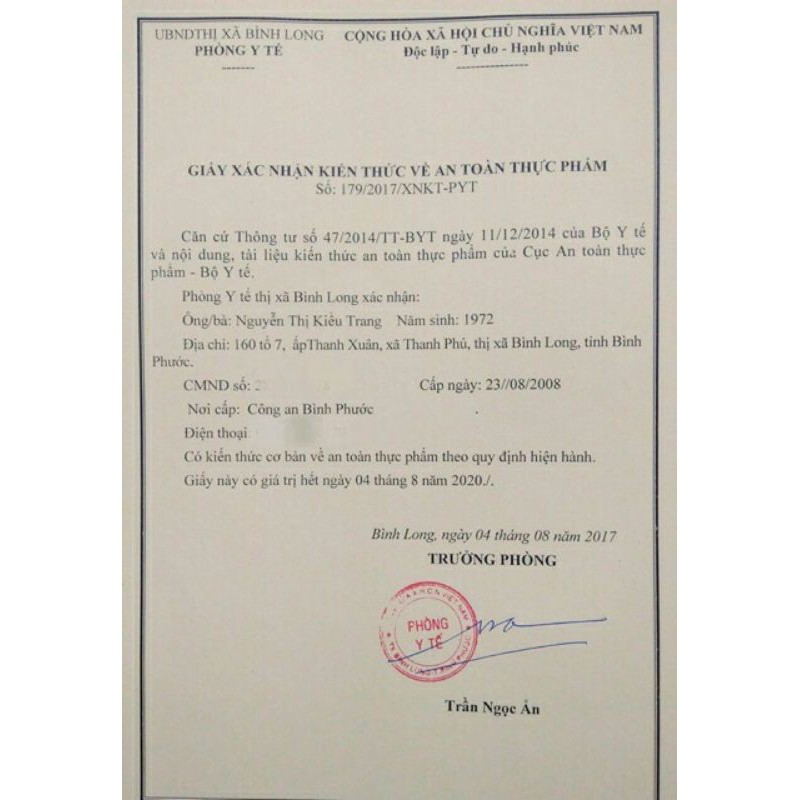 UBNDTHỊ XÃ BÌNH LONG
PHÒNG Y TẾ
CỘNG HÒA XÃ HỘI CHỦ NGHĨA VIỆT NAM
Độc lập - Tự do - Hạnh phúc
GIẤY XÁC NHẬN KIẾN THỨC VỀ AN TOÀN THỰC PHẨM
Số: 179/2017/XNKT-PYT
Căn cứ Thông tư số 47/2014/TT-BYT ngày 11/12/2014 của Bộ Y tế
và nội dung, tài liệu kiến thức an toàn thực phẩm của Cục An toàn thực
phẩm - Bộ Y tế.
Phòng Y tế thị xã Bình Long xác nhận:
Ông/bà: Nguyễn Thị Kiều Trang Năm sinh: 1972
Địa chỉ: 160 tổ 7, ấpThanh Xuân, xã Thanh Phú, thị xã Bình Long, tỉnh Bình
Phước.
CMND số: 2 Cấp ngày: 23//08/2008
Nơi cấp: Công an Bình Phước
Điện thoại
Có kiến thức cơ bản về an toàn thực phẩm theo quy định hiện hành.
Giấy này có giá trị hết ngày 04 tháng 8 năm 2020./.
Bình Long, ngày 04 tháng 08 năm 2017
TRƯỞNG PHÒNG
PHÒNG
Y TẾ
Trần Ngọc Ẩn